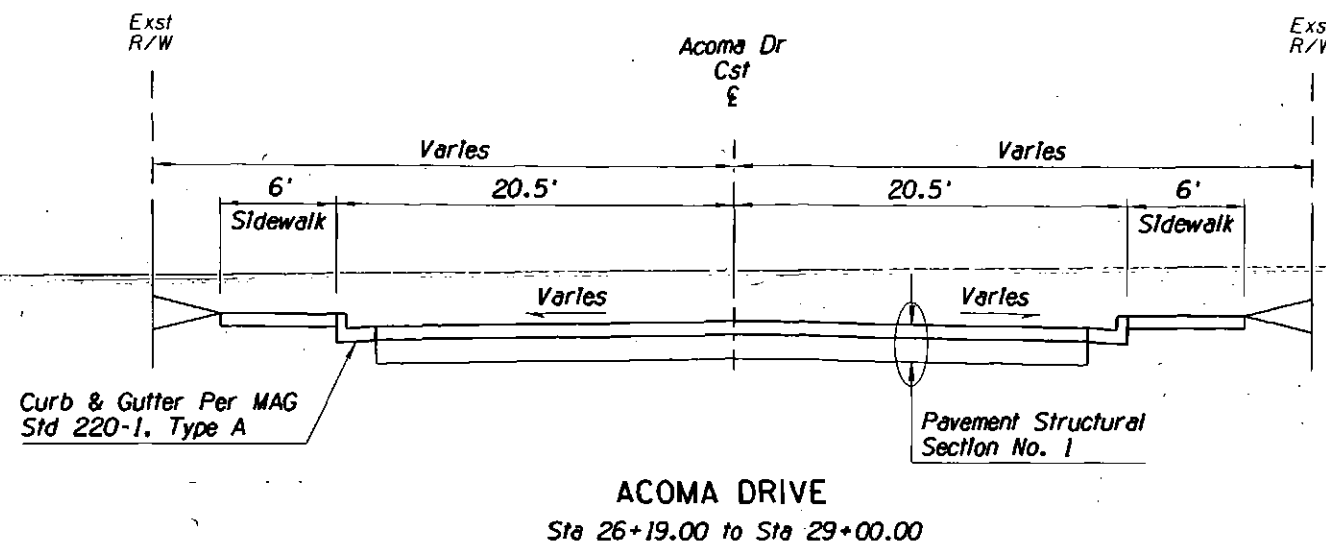 Exst
R/W
Acoma Dr
Cst
℄
Exs
R/W
Varies
Varies
6'
20.5'
20.5'
6'
Sidewalk
Sidewalk
Varies
Varies
Curb & Gutter Per MAG
Std 220-1, Type A
Pavement Structural
Section No. 1
ACOMA DRIVE
Sta 26+19.00 to Sta 29+00.00